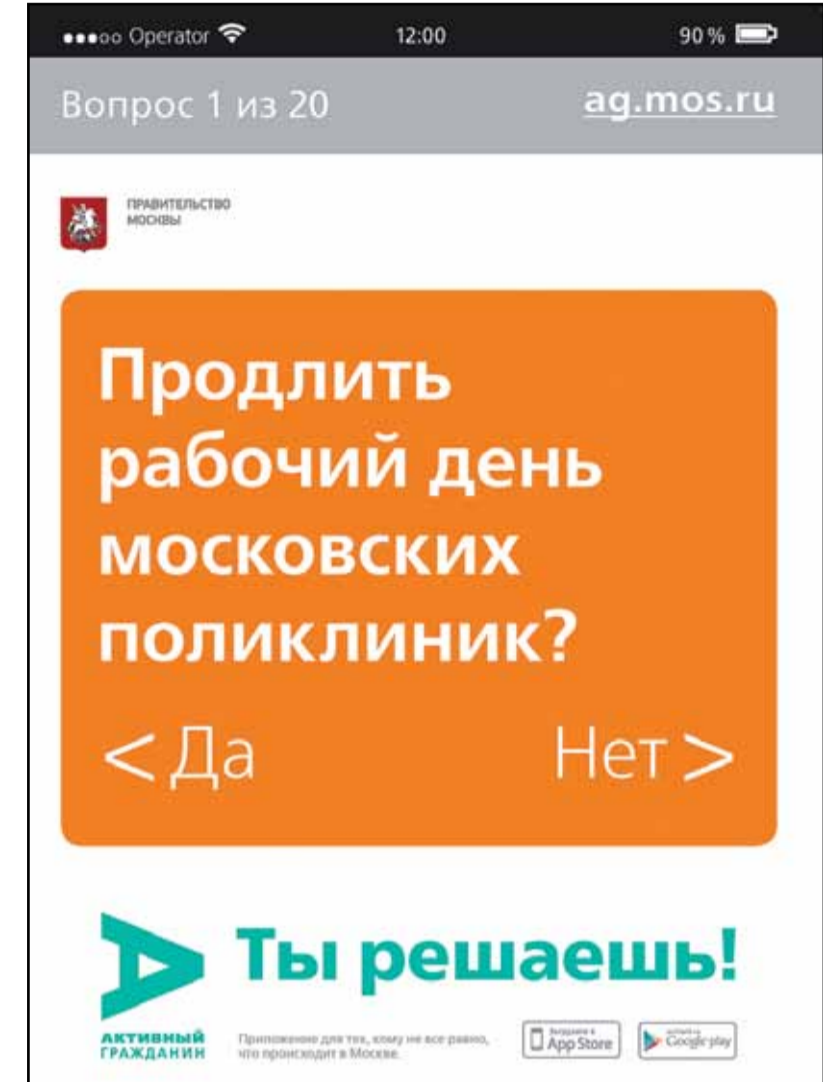 Operator 12:00 90 %
Вопрос 1 из 20 ag.mos.ru
ПРАВИТЕЛЬСТВО
МОСКВЫ
Продлить
рабочий день
московских
поликлиник?
< Да Нет >
Ты решаешь!
АКТИВНЫЙ
ГРАЖДАНИН
Приложение для тех, кому не все равно,
что происходит в Москве.
Загрузите в
App Store
Google play